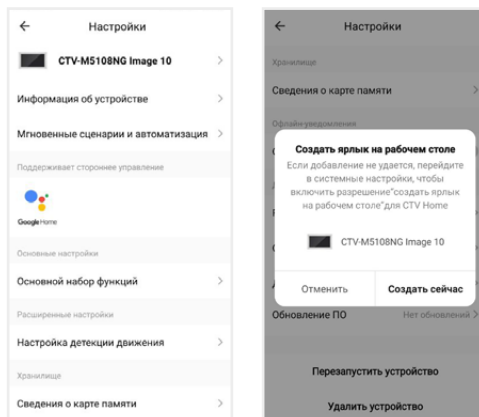 Настройки
CTV-M5108NG Image 10
Информация об устройстве
Мгновенные сценарии и автоматизация
Поддерживает стороннее управление
Google Home
Основные настройки
Основной набор функций
Расширенные настройки
Настройка детекции движения
Хранилище
Сведения о карте памяти
Настройки
Хранилище
Сведения о карте памяти
Офлайн-уведомления
Создать ярлык на рабочем столе
Если добавление не удается, перейдите
в системные настройки, чтобы
включить разрешение"создать ярлык
на рабочем столе"для CTV Home
CTV-M5108NG Image 10
Отменить
Создать сейчас
Обновление ПО
Нет обновлений
Перезапустить устройство
Удалить устройство